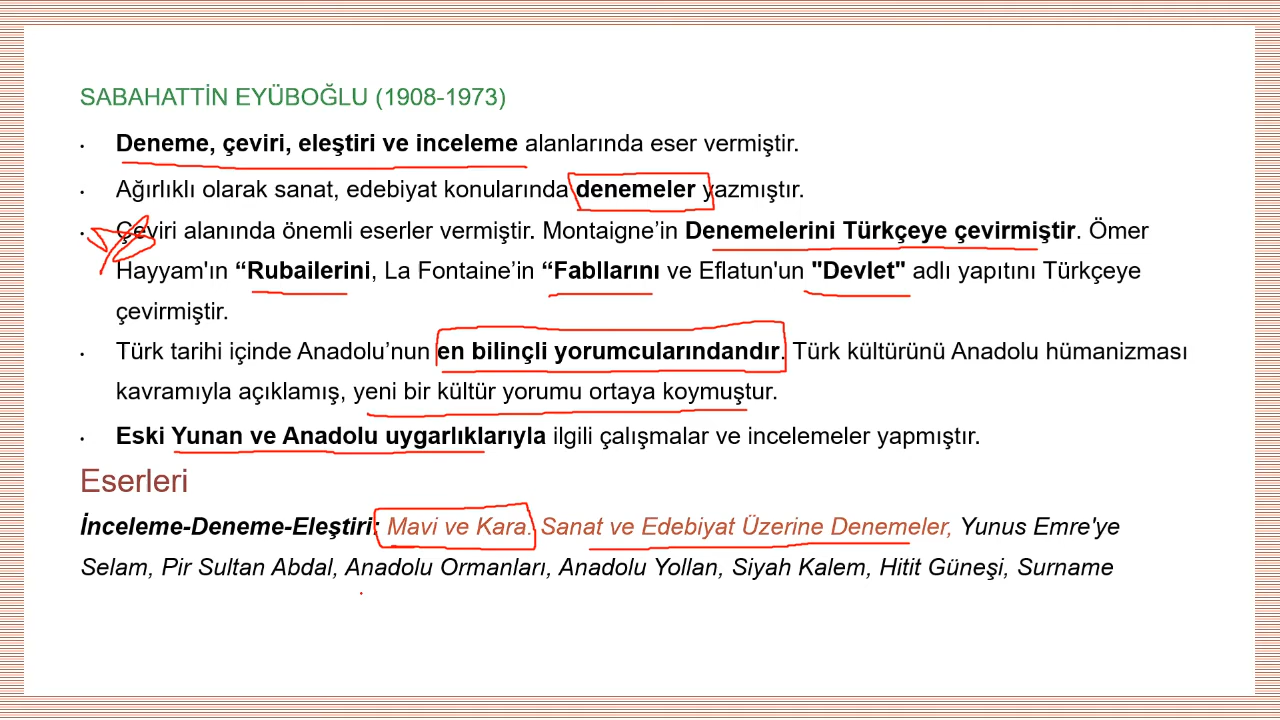 SABAHATTİN EYÜBOĞLU (1908-1973)
• Deneme, çeviri, eleştiri ve inceleme alanlarında eser vermiştir.
• Ağırlıklı olarak sanat, edebiyat konularında denemeler yazmıştır.
• Çeviri alanında önemli eserler vermiştir. Montaigne’in Denemelerini Türkçeye çevirmiştir. Ömer
Hayyam'ın “Rubailerini, La Fontaine’in “Fabllarını ve Eflatun'un "Devlet" adlı yapıtını Türkçeye
çevirmiştir.
• Türk tarihi içinde Anadolu’nun en bilinçli yorumcularındandır. Türk kültürünü Anadolu hümanizması
kavramıyla açıklamış, yeni bir kültür yorumu ortaya koymuştur.
• Eski Yunan ve Anadolu uygarlıklarıyla ilgili çalışmalar ve incelemeler yapmıştır.
Eserleri
İnceleme-Deneme-Eleştiri: Mavi ve Kara. Sanat ve Edebiyat Üzerine Denemeler, Yunus Emre'ye
Selam, Pir Sultan Abdal, Anadolu Ormanları, Anadolu Yollan, Siyah Kalem, Hitit Güneşi, Surname